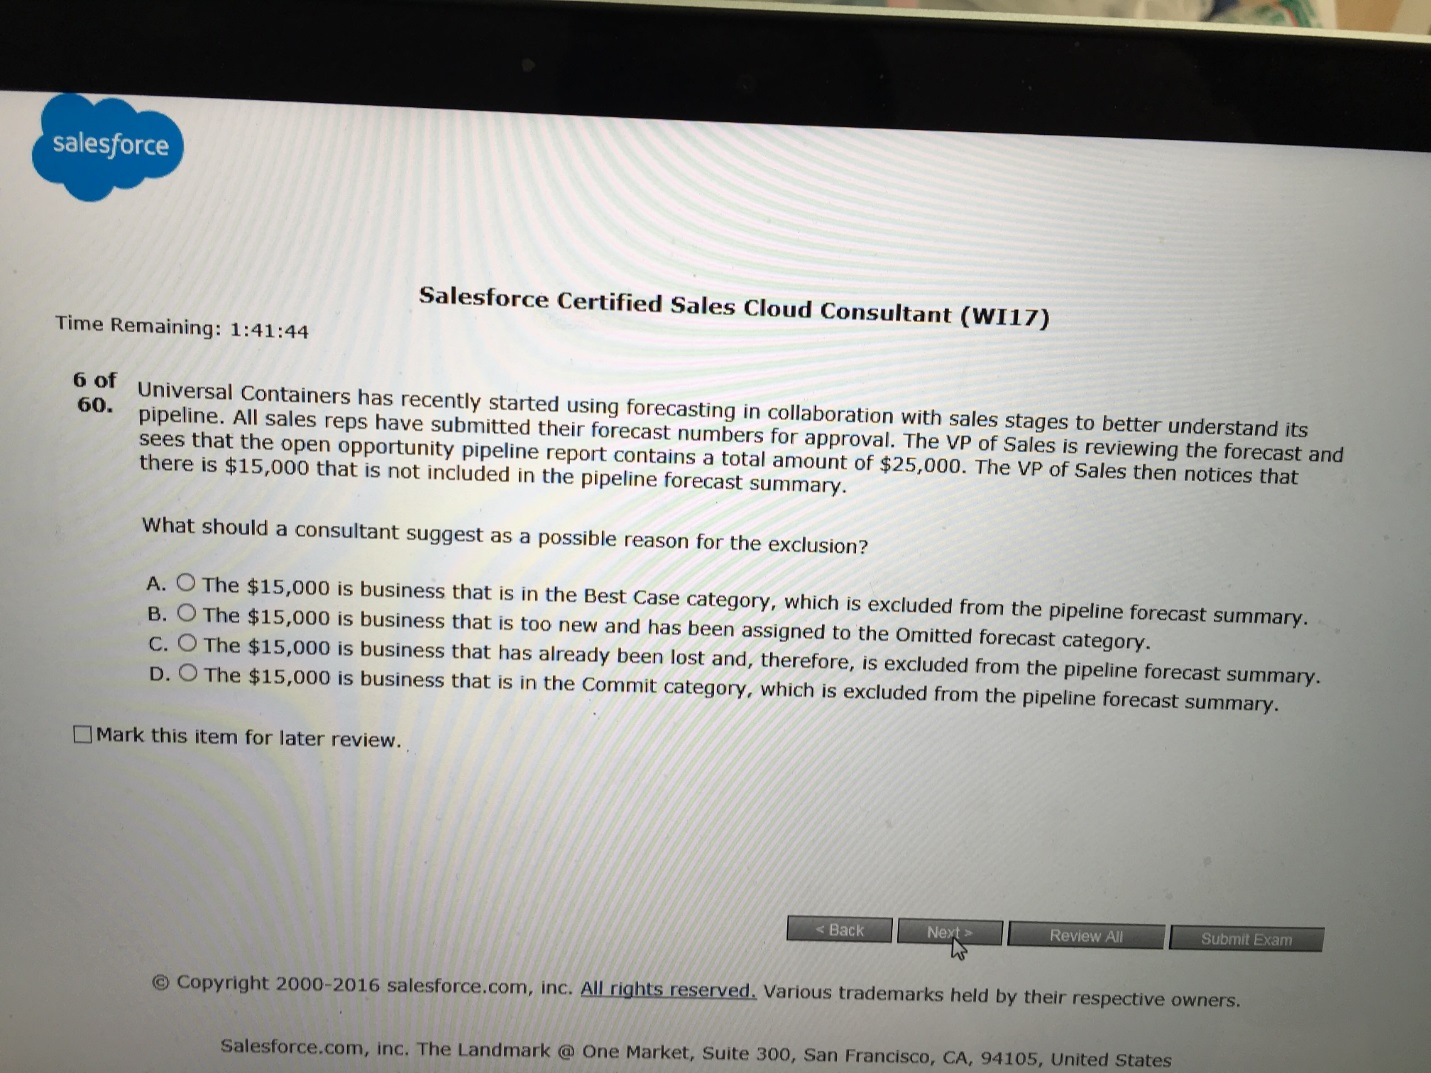 salesforce
Salesforce Certified Sales Cloud Consultant (WI17)
Time Remaining: 1:41:44
6 of 60.
Universal Containers has recently started using forecasting in collaboration with sales stages to better understand its
pipeline. All sales reps have submitted their forecast numbers for approval. The VP of Sales is reviewing the forecast and
sees that the open opportunity pipeline report contains a total amount of $25,000. The VP of Sales then notices that
there is $15,000 that is not included in the pipeline forecast summary.
What should a consultant suggest as a possible reason for the exclusion?
A. The $15,000 is business that is in the Best Case category, which is excluded from the pipeline forecast summary.
B. The $15,000 is business that is too new and has been assigned to the Omitted forecast category.
C. The $15,000 is business that has already been lost and, therefore, is excluded from the pipeline forecast summary.
D. The $15,000 is business that is in the Commit category, which is excluded from the pipeline forecast summary.
Mark this item for later review.
< Back Next > Review All Submit Exam
© Copyright 2000-2016 salesforce.com, inc. All rights reserved. Various trademarks held by their respective owners.
Salesforce.com, inc. The Landmark @ One Market, Suite 300, San Francisco, CA, 94105, United States